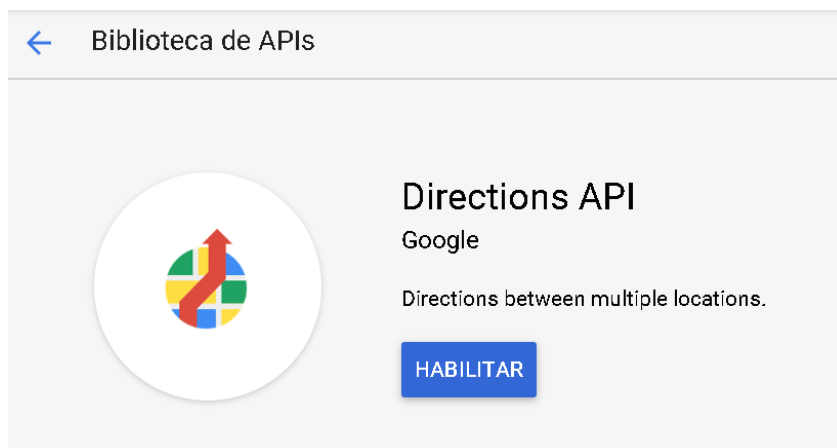 Biblioteca de APIs
Directions API
Google
Directions between multiple locations.
HABILITAR